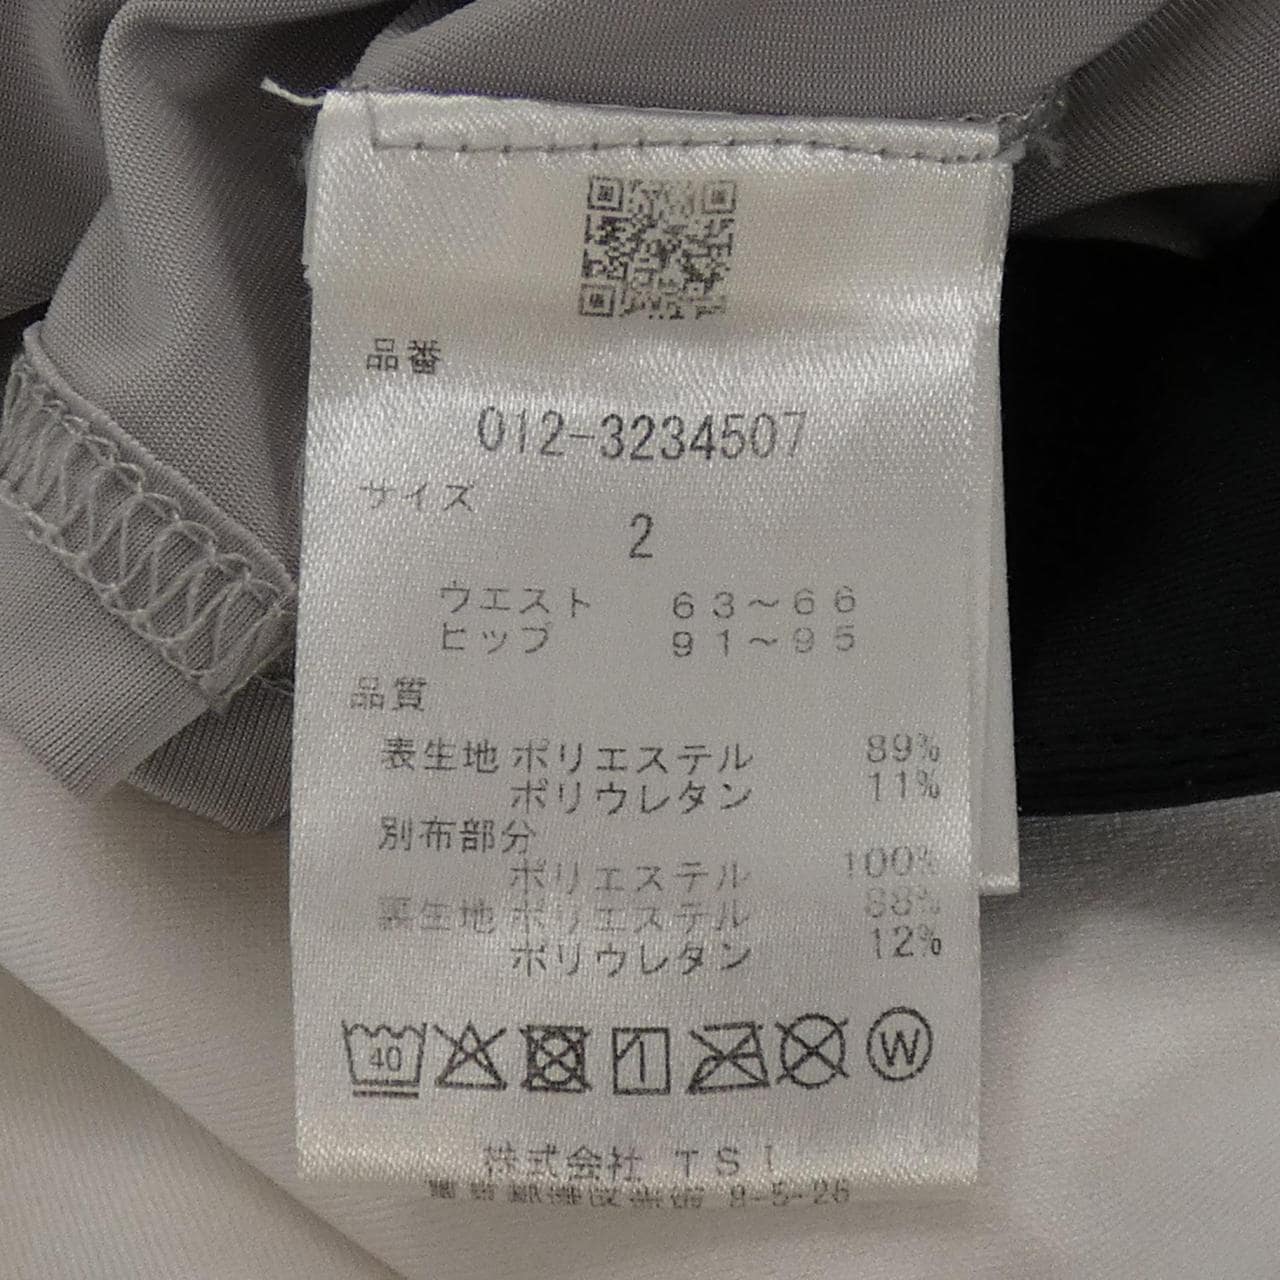 品番
012-3234507
サイズ
2
ウエスト 63~66
ヒップ 91~95
品質
表生地 ポリエステル 89%
ポリウレタン 11%
別布部分
ポリエステル 100%
裏生地 ポリエステル 88%
ポリウレタン 12%
40 1 W
株式会社 TSI